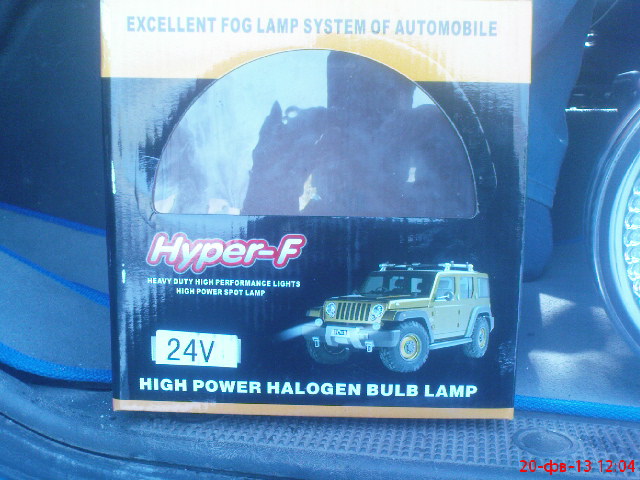 EXCELLENT FOG LAMP SYSTEM OF AUTOMOBILE
Hyper-F
HEAVY DUTY HIGH PERFORMANCE LIGHTS
HIGH POWER SPOT LAMP
24V
HIGH POWER HALOGEN BULB LAMP
20-фв-13 12:04